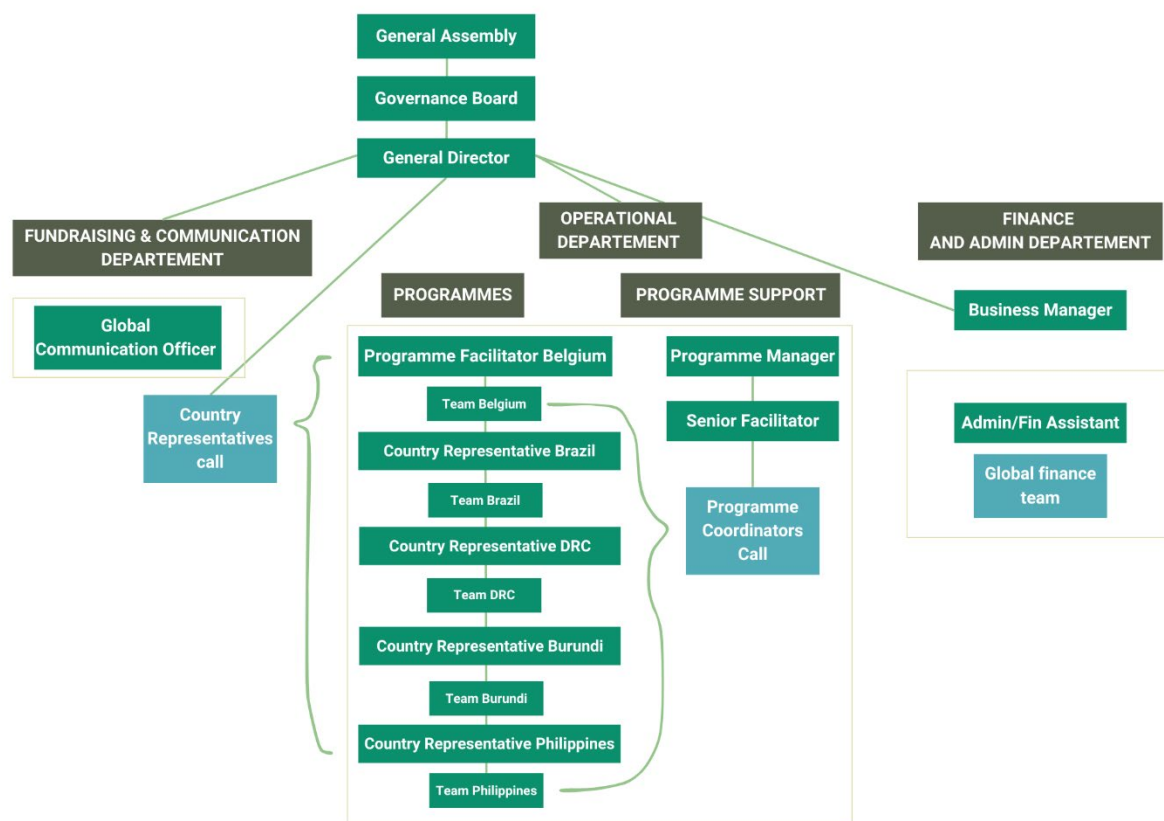 General Assembly
Governance Board
General Director
FUNDRAISING & COMMUNICATION
DEPARTEMENT
OPERATIONAL
DEPARTEMENT
FINANCE
AND ADMIN DEPARTEMENT
PROGRAMMES
PROGRAMME SUPPORT
Business Manager
Global
Communication Officer
Country
Representatives
call
Programme Facilitator Belgium
Team Belgium
Country Representative Brazil
Team Brazil
Country Representative DRC
Team DRC
Country Representative Burundi
Team Burundi
Country Representative Philippines
Team Philippines
Programme Manager
Senior Facilitator
Programme
Coordinators
Call
Admin/Fin Assistant
Global finance
team